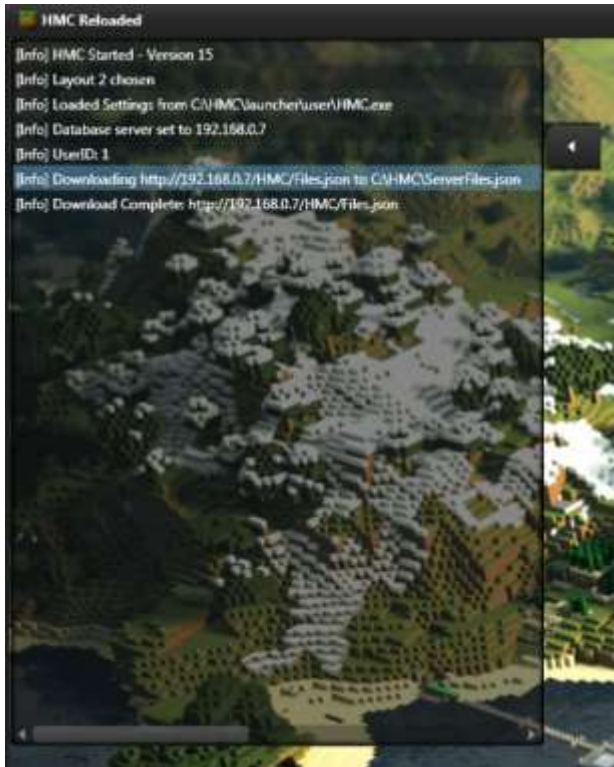 HMC Reloaded
[Info] HMC Started - Version 15
[Info] Layout 2 chosen
[Info] Loaded Settings from C:\HMC\launcher\user\HMC.exe
[Info] Database server set to 192.168.0.7
[Info] UserID: 1
[Info] Downloading http://192.168.0.7/HMC/Files.json to C:\HMC\ServerFiles.json
[Info] Download Complete: http://192.168.0.7/HMC/Files.json